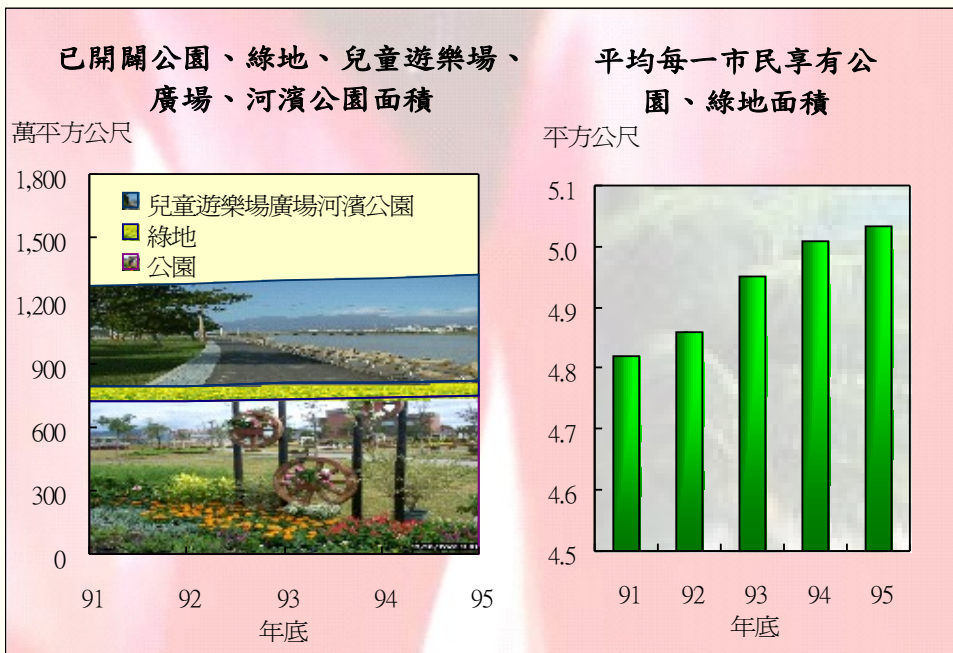 已開闢公園、綠地、兒童遊樂場、
廣場、河濱公園面積
萬平方公尺
1,800
1,500
1,200
900
600
300
0
兒童遊樂場廣場河濱公園
綠地
公園
91 92 93 94 95
年底
平均每一市民享有公
園、綠地面積
平方公尺
5.1
5.0
4.9
4.8
4.7
4.6
4.5
91 92 93 94 95
年底